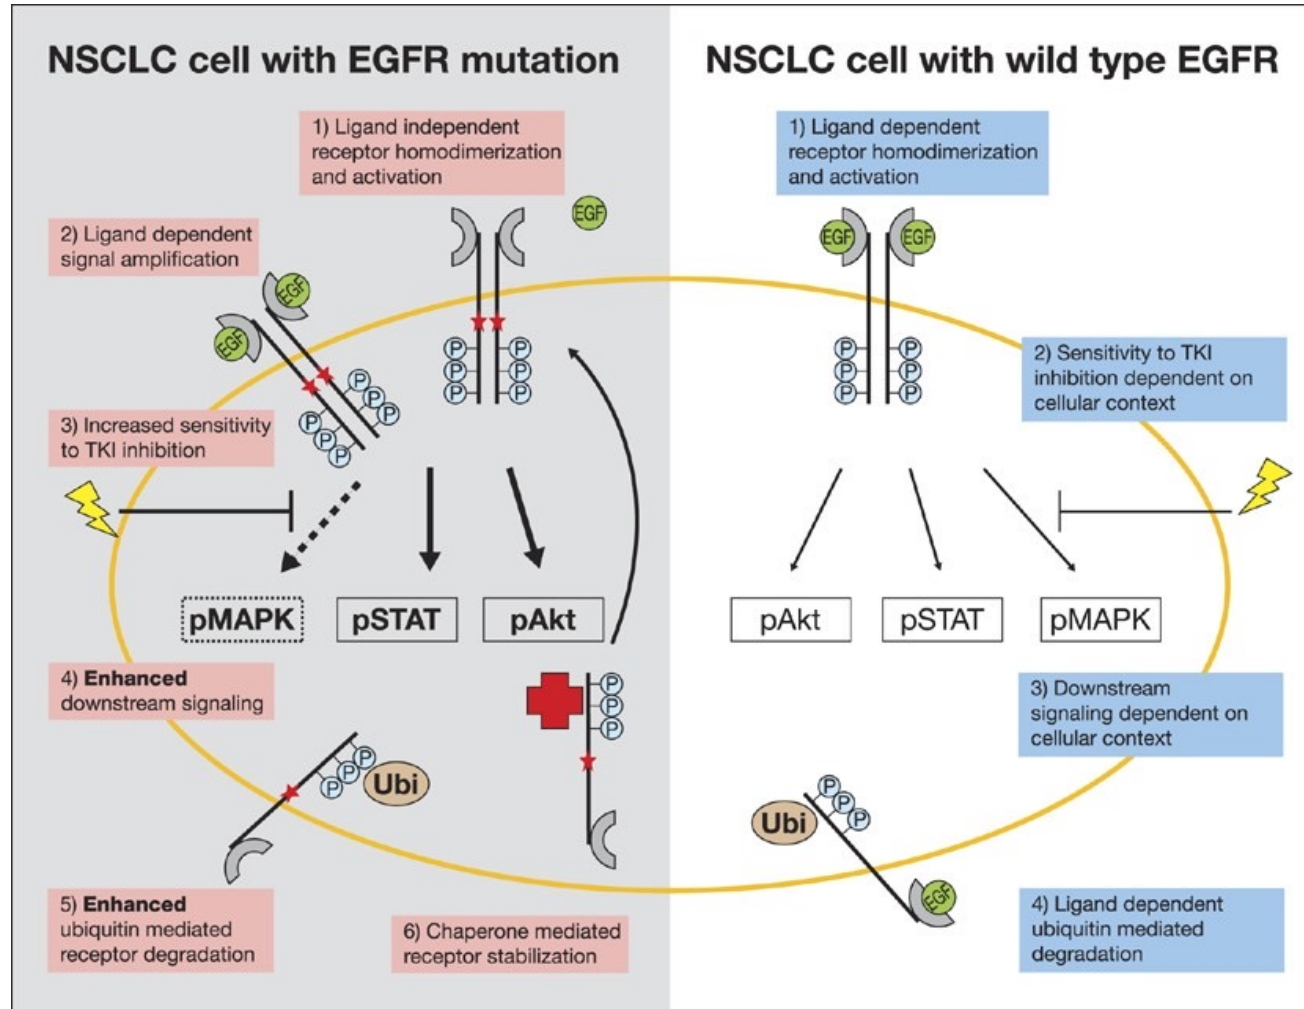 NSCLC cell with EGFR mutation
1) Ligand independent
receptor homodimerization
and activation
EGF
2) Ligand dependent
signal amplification
EGF
EGF
P
P
P
P
P
P
P
P
P
P
P
P
3) Increased sensitivity
to TKI inhibition
pMAPK
pSTAT
pAkt
4) Enhanced
downstream signaling
P
P
P
P
P
P
Ubi
5) Enhanced
ubiquitin mediated
receptor degradation
6) Chaperone mediated
receptor stabilization
NSCLC cell with wild type EGFR
1) Ligand dependent
receptor homodimerization
and activation
EGF
EGF
P
P
P
P
P
P
2) Sensitivity to TKI
inhibition dependent on
cellular context
pAkt
pSTAT
pMAPK
3) Downstream
signaling dependent on
cellular context
P
P
P
Ubi
EGF
4) Ligand dependent
ubiquitin mediated
degradation